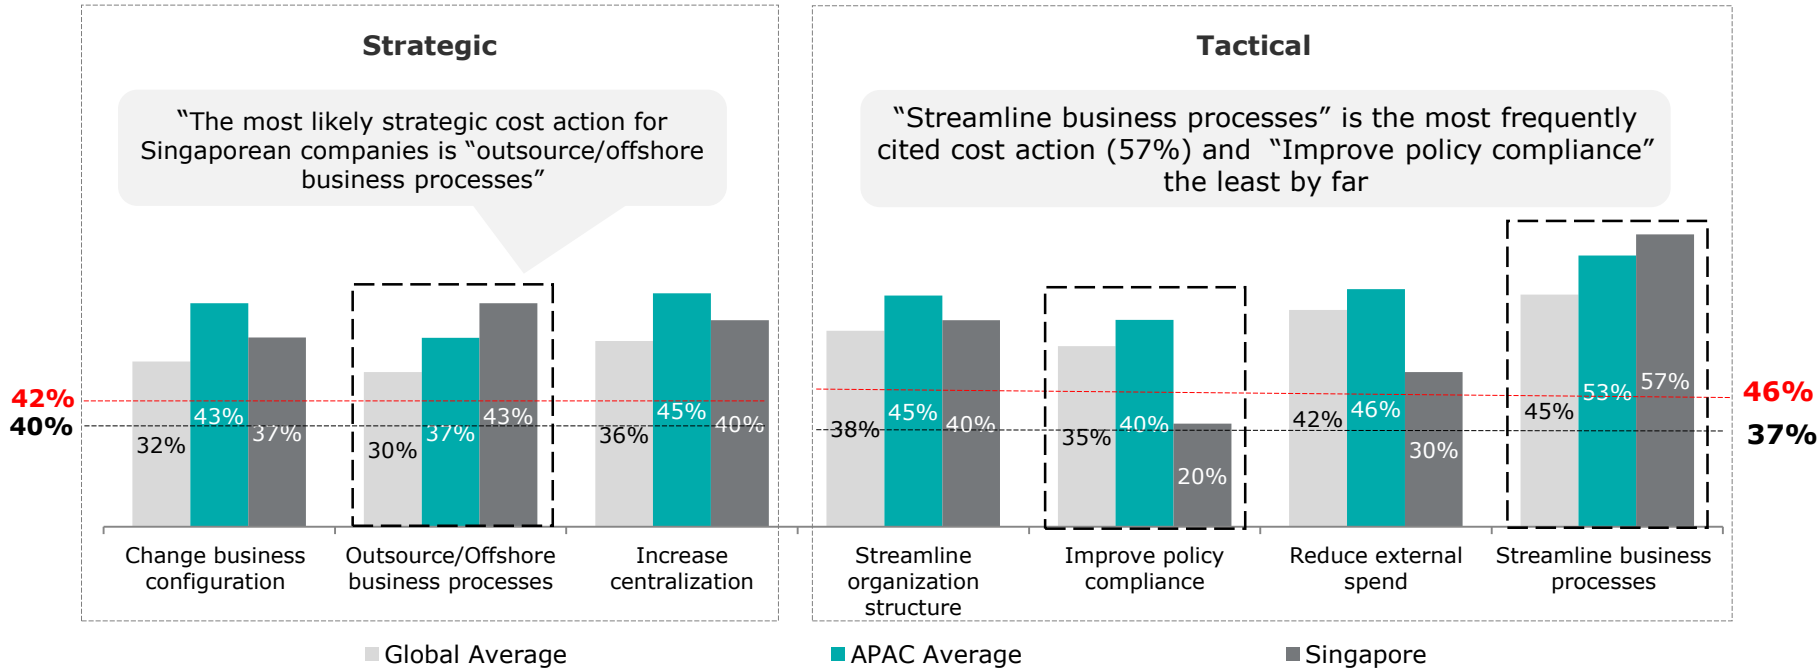 Strategic
“The most likely strategic cost action for
Singaporean companies is “outsource/offshore
business processes”
Tactical
“Streamline business processes” is the most frequently
cited cost action (57%) and “Improve policy compliance”
the least by far
42%
40%
46%
37%
32%
43%
37%
30%
37%
43%
36%
45%
40%
38%
45%
40%
35%
40%
20%
42%
46%
30%
45%
53%
57%
Change business
configuration
Outsource/Offshore
business processes
Increase
centralization
Streamline
organization
structure
Improve policy
compliance
Reduce external
spend
Streamline business
processes
Global Average
APAC Average
Singapore